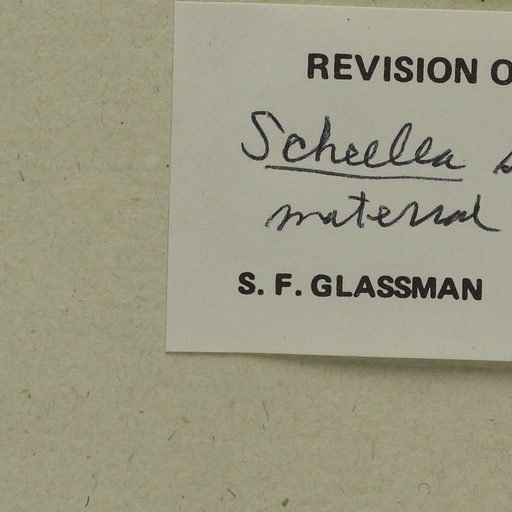 REVISION O
Scheelea
material
S. F. GLASSMAN